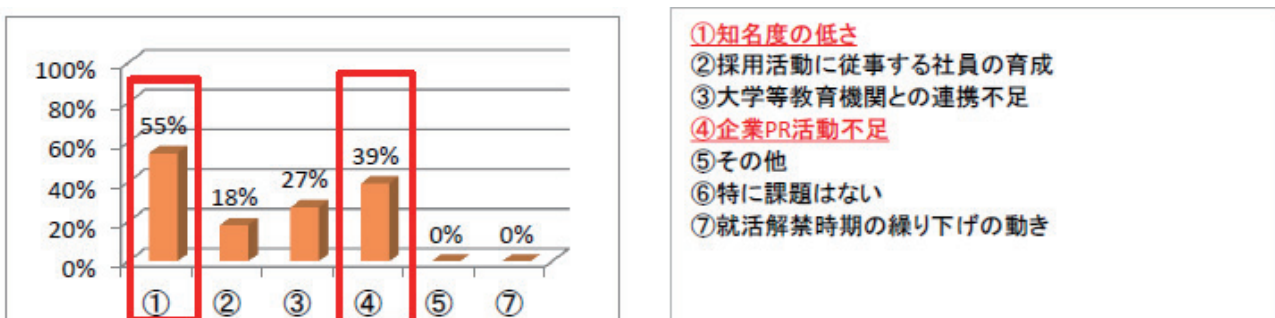 100%
80%
60%
40%
20%
0%
55%
18%
27%
39%
0%
0%
① ② ③ ④ ⑤ ⑦
①知名度の低さ
②採用活動に従事する社員の育成
③大学等教育機関との連携不足
④企業PR活動不足
⑤その他
⑥特に課題はない
⑦就活解禁時期の繰り下げの動き